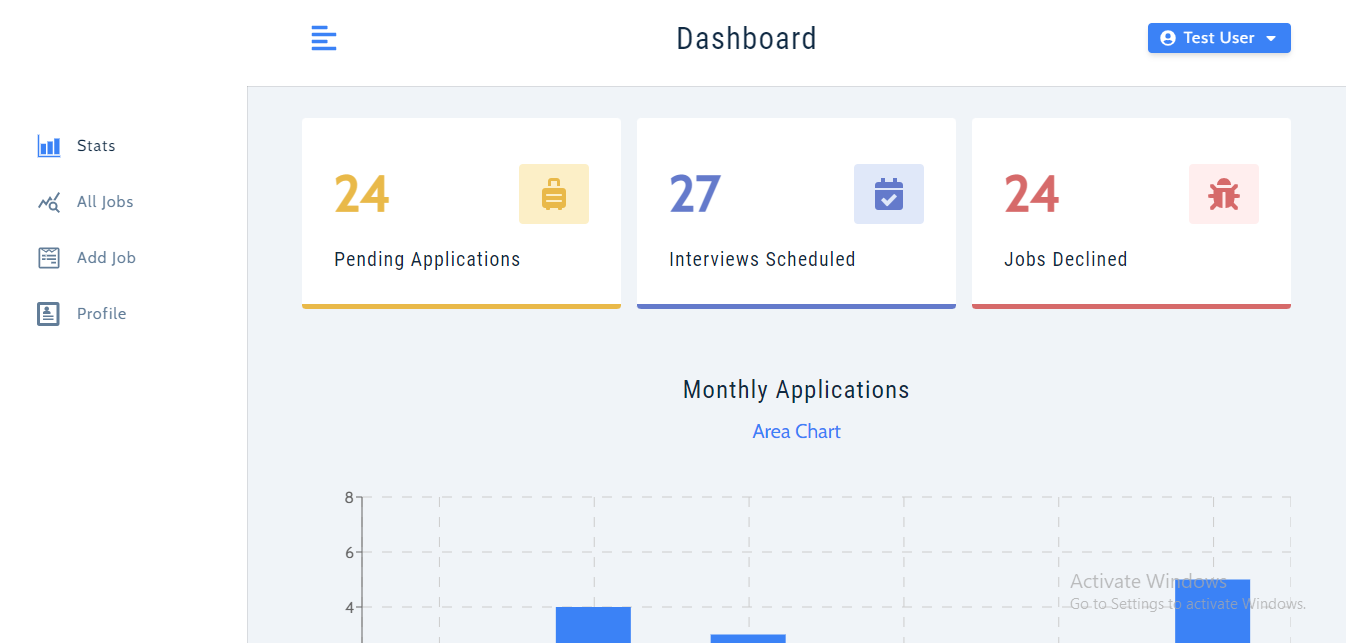 Dashboard
Test User
Stats
All Jobs
Add Job
Profile
24
Pending Applications
27
Interviews Scheduled
24
Jobs Declined
Monthly Applications
Area Chart
8
6
4
Activate Windows
Go to Settings to activate Windows.